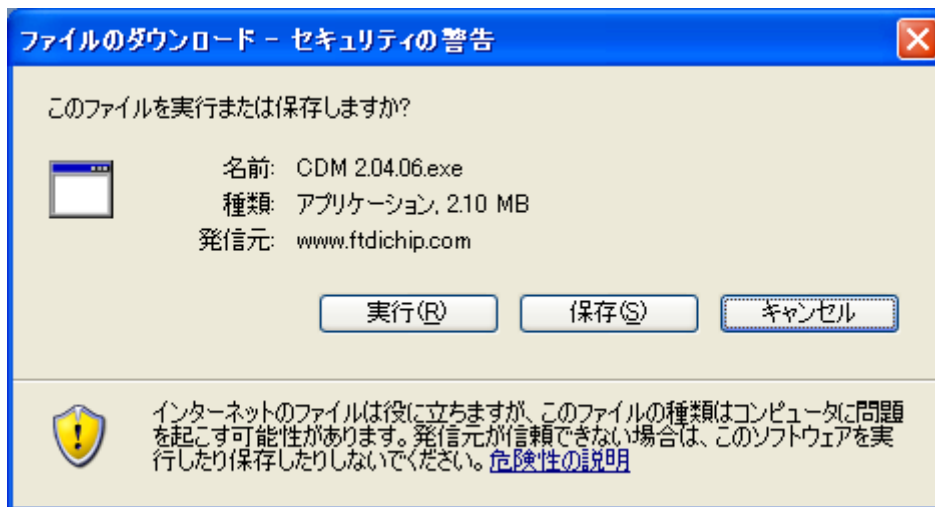 ファイルのダウンロード - セキュリティの警告
このファイルを実行または保存しますか?
名前: CDM 2.04.06.exe
種類: アプリケーション, 2.10 MB
発信元: www.ftdichip.com
実行(R) 保存(S) キャンセル
インターネットのファイルは役に立ちますが、このファイルの種類はコンピュータに問題
を起こす可能性があります。発信元が信頼できない場合は、このソフトウェアを実
行したり保存したりしないでください。危険性の説明